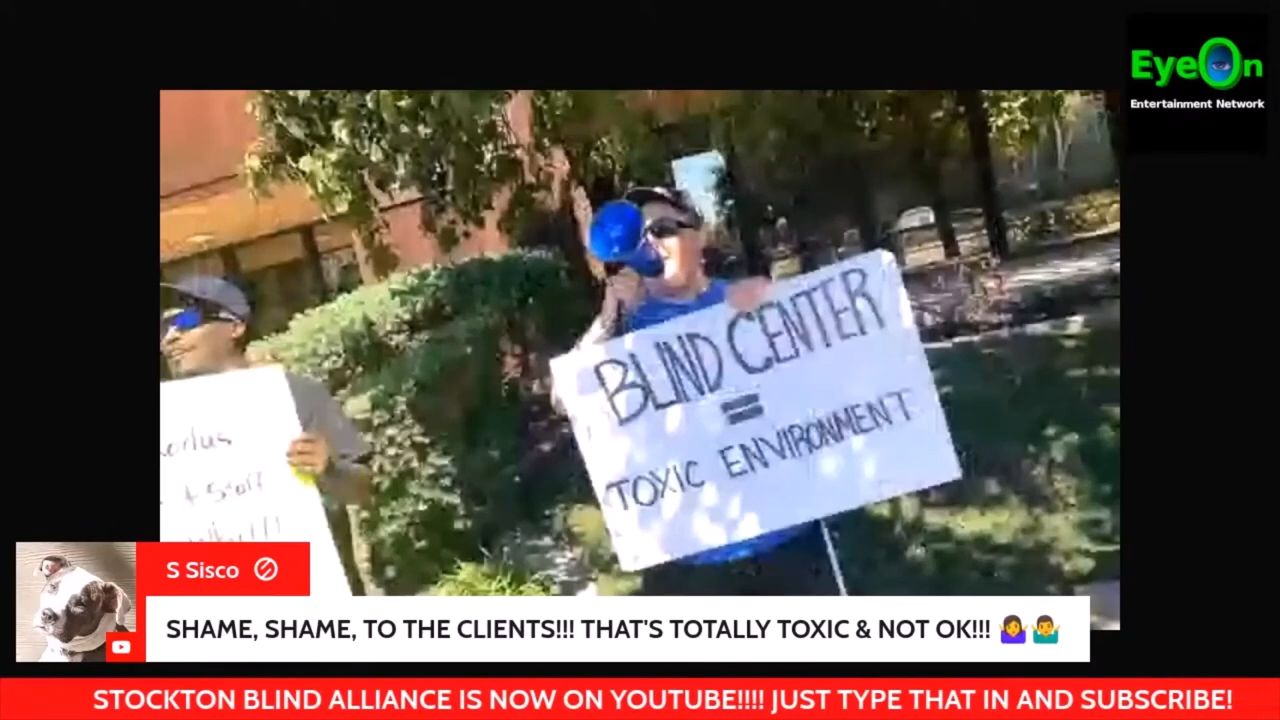 EyeOn
Entertainment Network
BLIND CENTER
=
TOXIC ENVIRONMENT
S Sisco
SHAME, SHAME, TO THE CLIENTS!!! THAT'S TOTALLY TOXIC & NOT OK!!! 🤷‍♀️🤷‍♂️
STOCKTON BLIND ALLIANCE IS NOW ON YOUTUBE!!!! JUST TYPE THAT IN AND SUBSCRIBE!